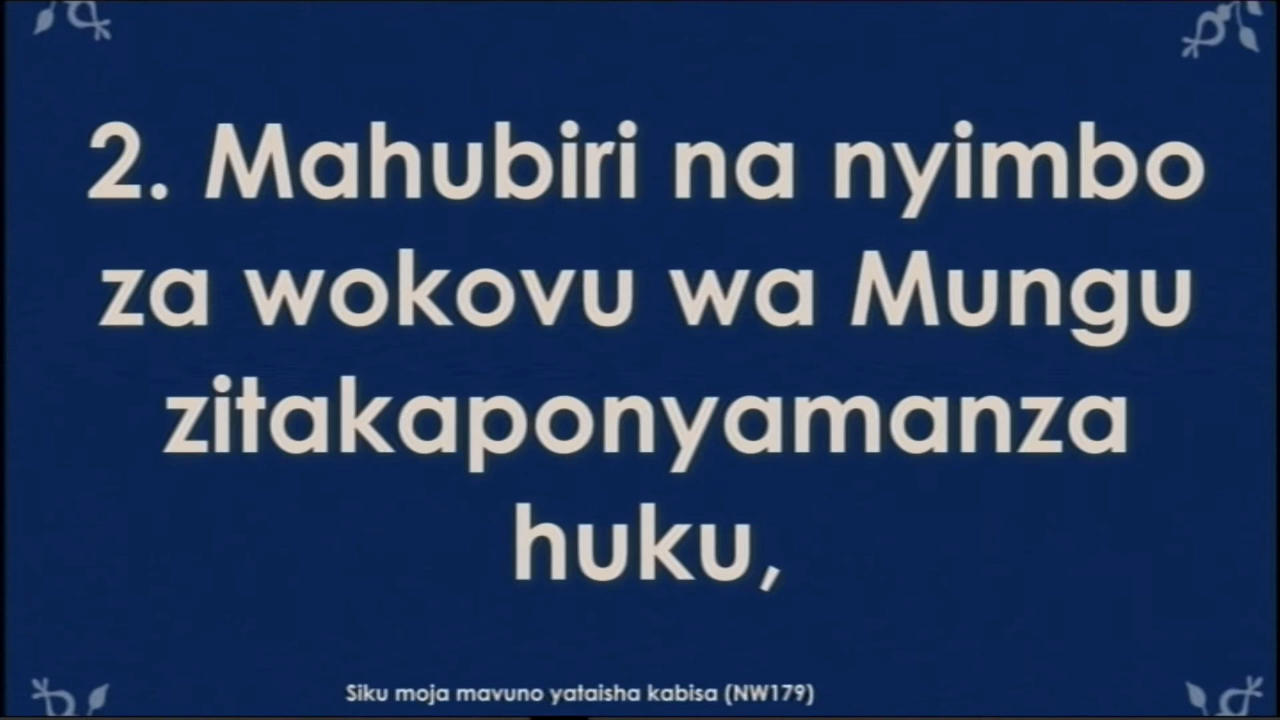 2. Mahubiri na nyimbo
za wokovu wa Mungu
zitakaponyamanza
huku,
Siku moja mavuno yataisha kabisa (NW179)